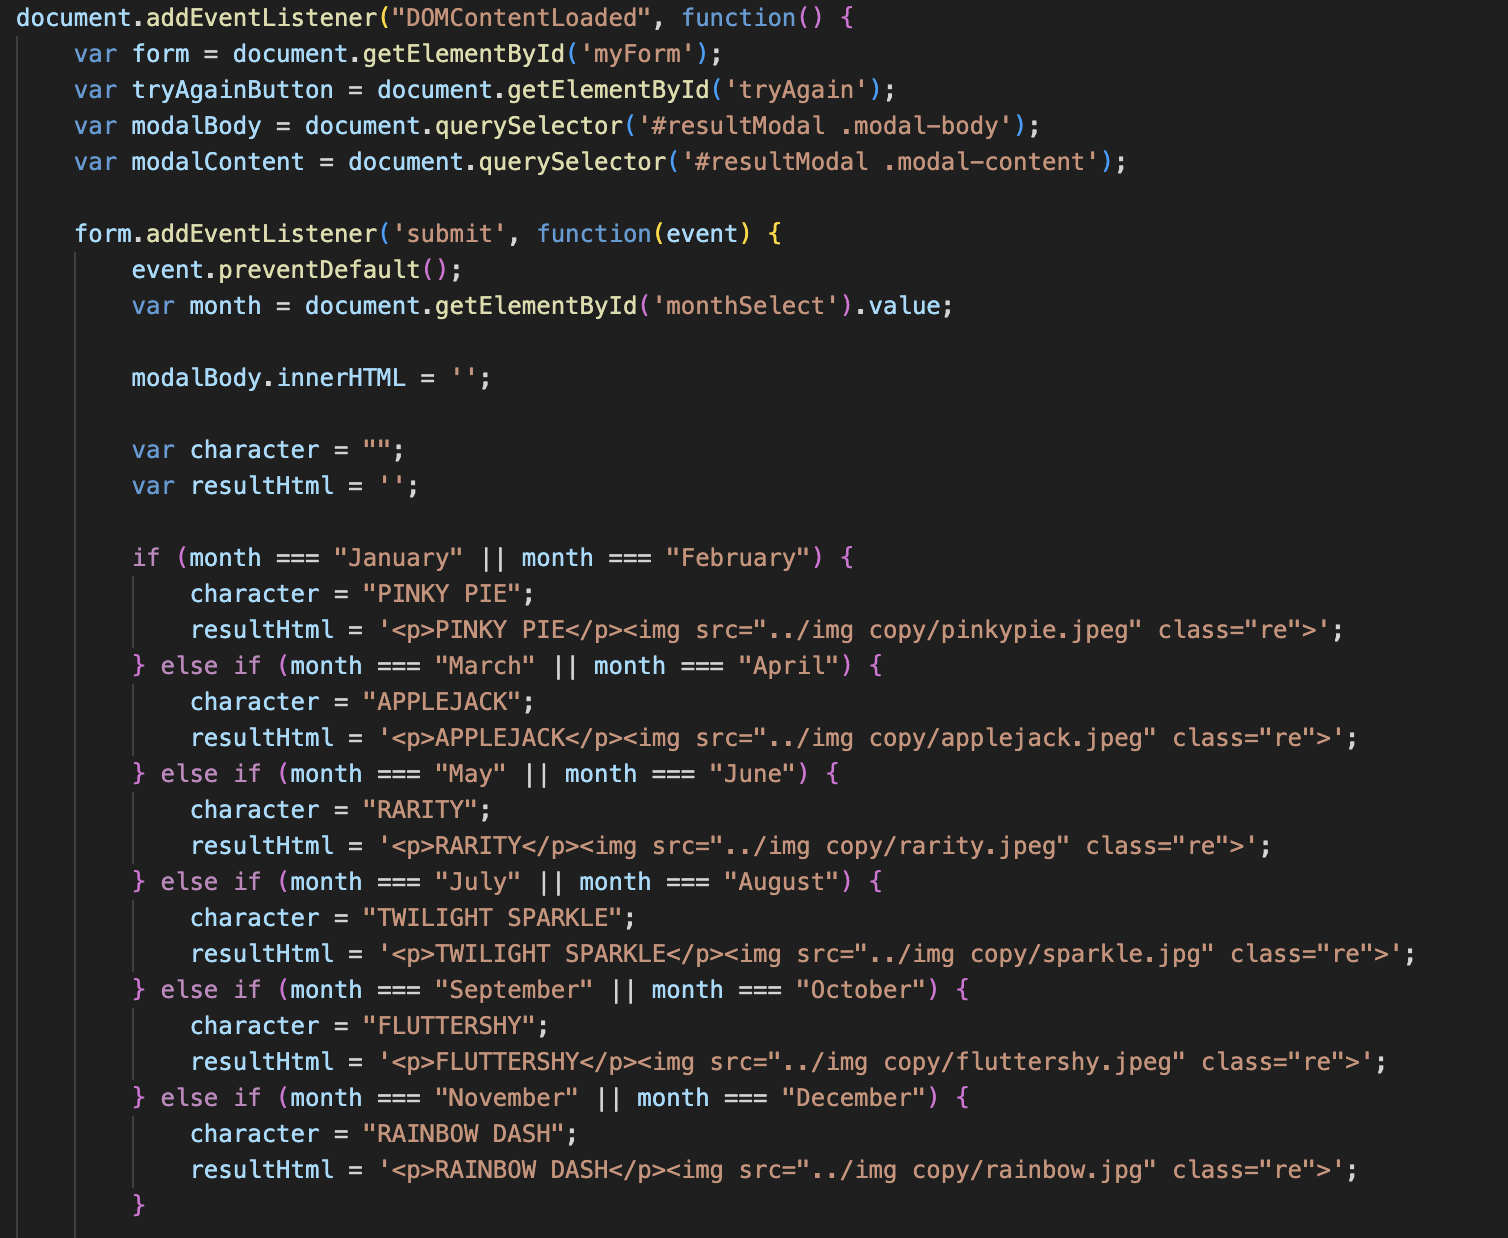 document.addEventListener("DOMContentLoaded", function() {
    var form = document.getElementById('myForm');
    var tryAgainButton = document.getElementById('tryAgain');
    var modalBody = document.querySelector('#resultModal .modal-body');
    var modalContent = document.querySelector('#resultModal .modal-content');

    form.addEventListener('submit', function(event) {
        event.preventDefault();
        var month = document.getElementById('monthSelect').value;

        modalBody.innerHTML = '';

        var character = "";
        var resultHtml = '';

        if (month === "January" || month === "February") {
            character = "PINKY PIE";
            resultHtml = '<p>PINKY PIE</p><img src="../img copy/pinkypie.jpeg" class="re">';
        } else if (month === "March" || month === "April") {
            character = "APPLEJACK";
            resultHtml = '<p>APPLEJACK</p><img src="../img copy/applejack.jpeg" class="re">';
        } else if (month === "May" || month === "June") {
            character = "RARITY";
            resultHtml = '<p>RARITY</p><img src="../img copy/rarity.jpeg" class="re">';
        } else if (month === "July" || month === "August") {
            character = "TWILIGHT SPARKLE";
            resultHtml = '<p>TWILIGHT SPARKLE</p><img src="../img copy/sparkle.jpg" class="re">';
        } else if (month === "September" || month === "October") {
            character = "FLUTTERSHY";
            resultHtml = '<p>FLUTTERSHY</p><img src="../img copy/fluttershy.jpeg" class="re">';
        } else if (month === "November" || month === "December") {
            character = "RAINBOW DASH";
            resultHtml = '<p>RAINBOW DASH</p><img src="../img copy/rainbow.jpg" class="re">';
        }